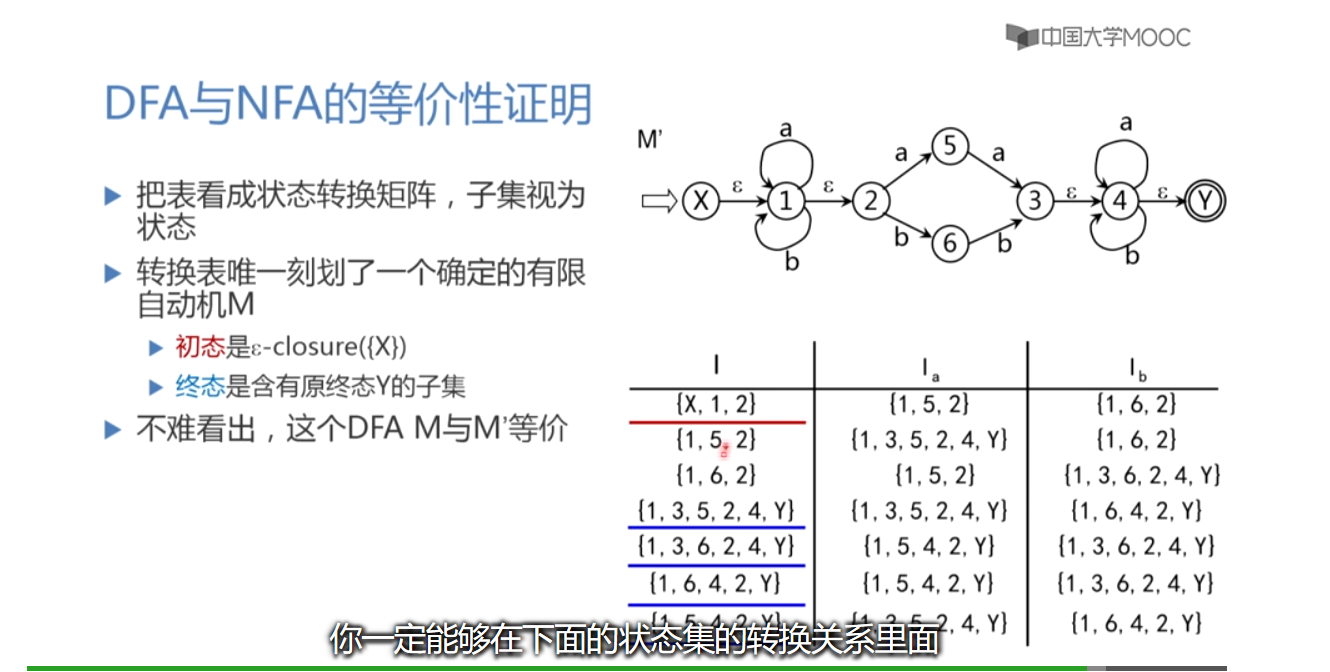 中国大学MOOC
DFA与NFA的等价性证明
把表看成状态转换矩阵，子集视为
状态
转换表唯一刻划了一个确定的有限
自动机M
初态是ε-closure({X})
终态是含有原终态Y的子集
不难看出，这个DFA M与M’等价
M’
a
a
5
a
a
X
ε
1
ε
2
3
ε
4
ε
Y
b
6
b
b
b
I Ia Ib
{X, 1, 2} {1, 5, 2} {1, 6, 2}
{1, 5, 2} {1, 3, 5, 2, 4, Y} {1, 6, 2}
{1, 6, 2} {1, 5, 2} {1, 3, 6, 2, 4, Y}
{1, 3, 5, 2, 4, Y} {1, 3, 5, 2, 4, Y} {1, 6, 4, 2, Y}
{1, 3, 6, 2, 4, Y} {1, 5, 4, 2, Y} {1, 3, 6, 2, 4, Y}
{1, 6, 4, 2, Y} {1, 5, 4, 2, Y} {1, 3, 6, 2, 4, Y}
{1, 5, 4, 2, Y} {1, 3, 5, 2, 4, Y} {1, 6, 4, 2, Y}
你一定能够在下面的状态集的转换关系里面